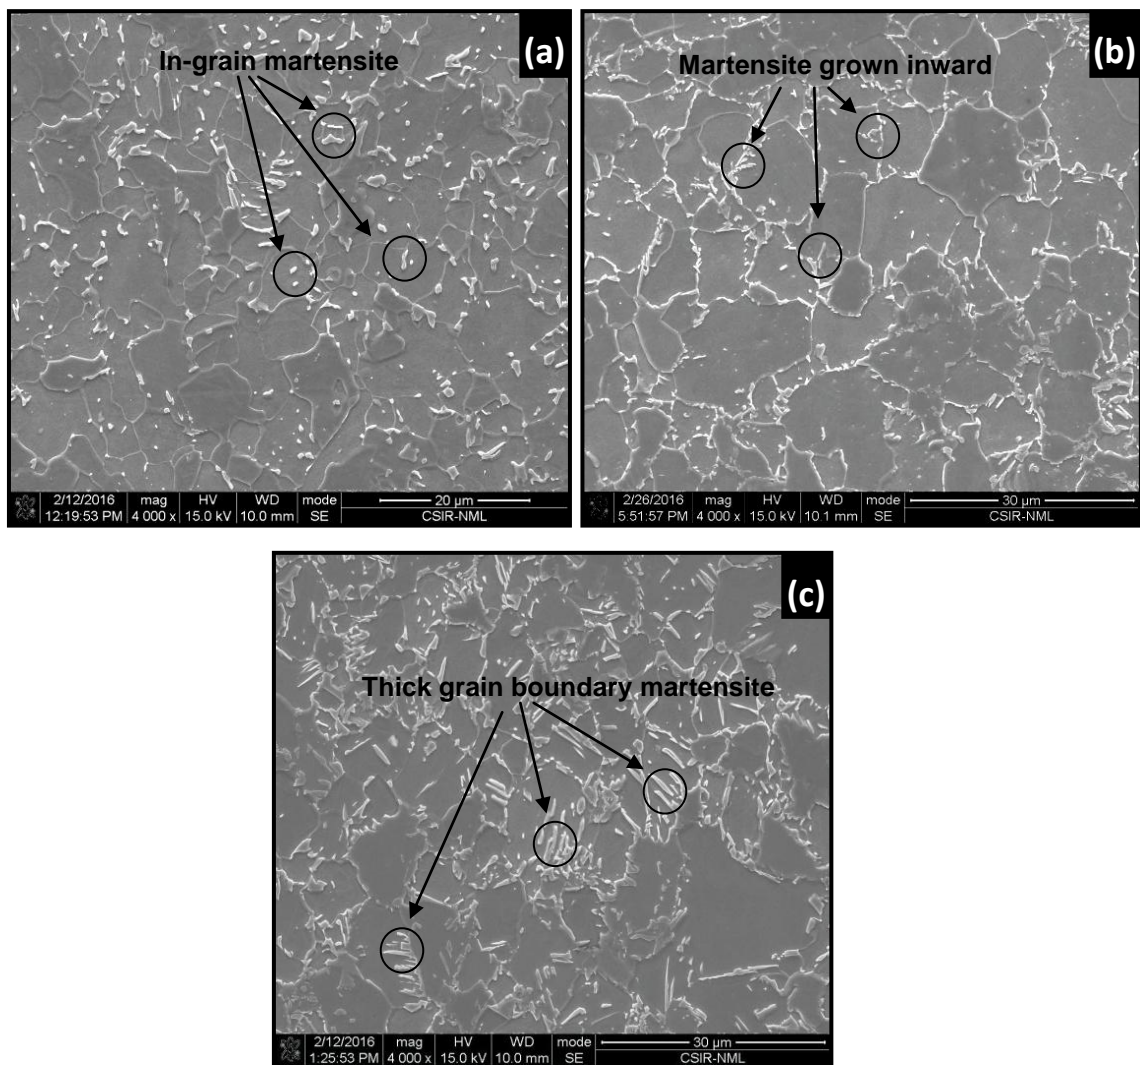 (a)
In-grain martensite
2/12/2016 mag HV WD mode 20 µm
12:19:53 PM 4 000 x 15.0 kV 10.0 mm SE CSIR-NML
(b)
Martensite grown inward
2/26/2016 mag HV WD mode 30 µm
5:51:57 PM 4 000 x 15.0 kV 10.1 mm SE CSIR-NML
(c)
Thick grain boundary martensite
2/12/2016 mag HV WD mode 30 µm
1:25:53 PM 4 000 x 15.0 kV 10.0 mm SE CSIR-NML